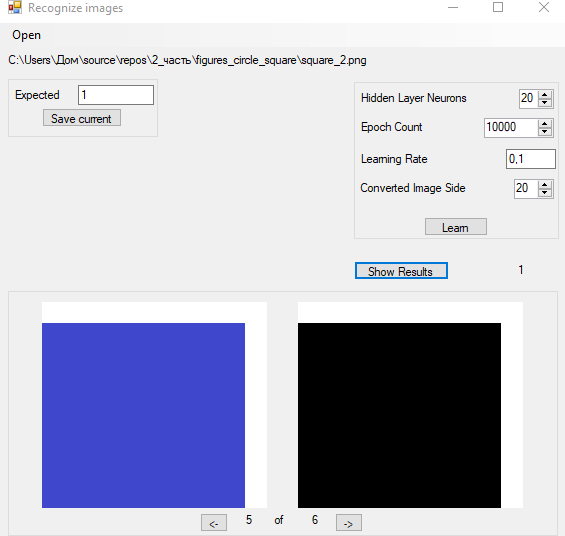 Recognize images
Open
C:\Users\Дом\source\repos\2_часть\figures_circle_square\square_2.png
Expected 1
Save current
Hidden Layer Neurons 20
Epoch Count 10000
Learning Rate 0,1
Converted Image Side 20
Learn
Show Results 1
<- 5 of 6 ->